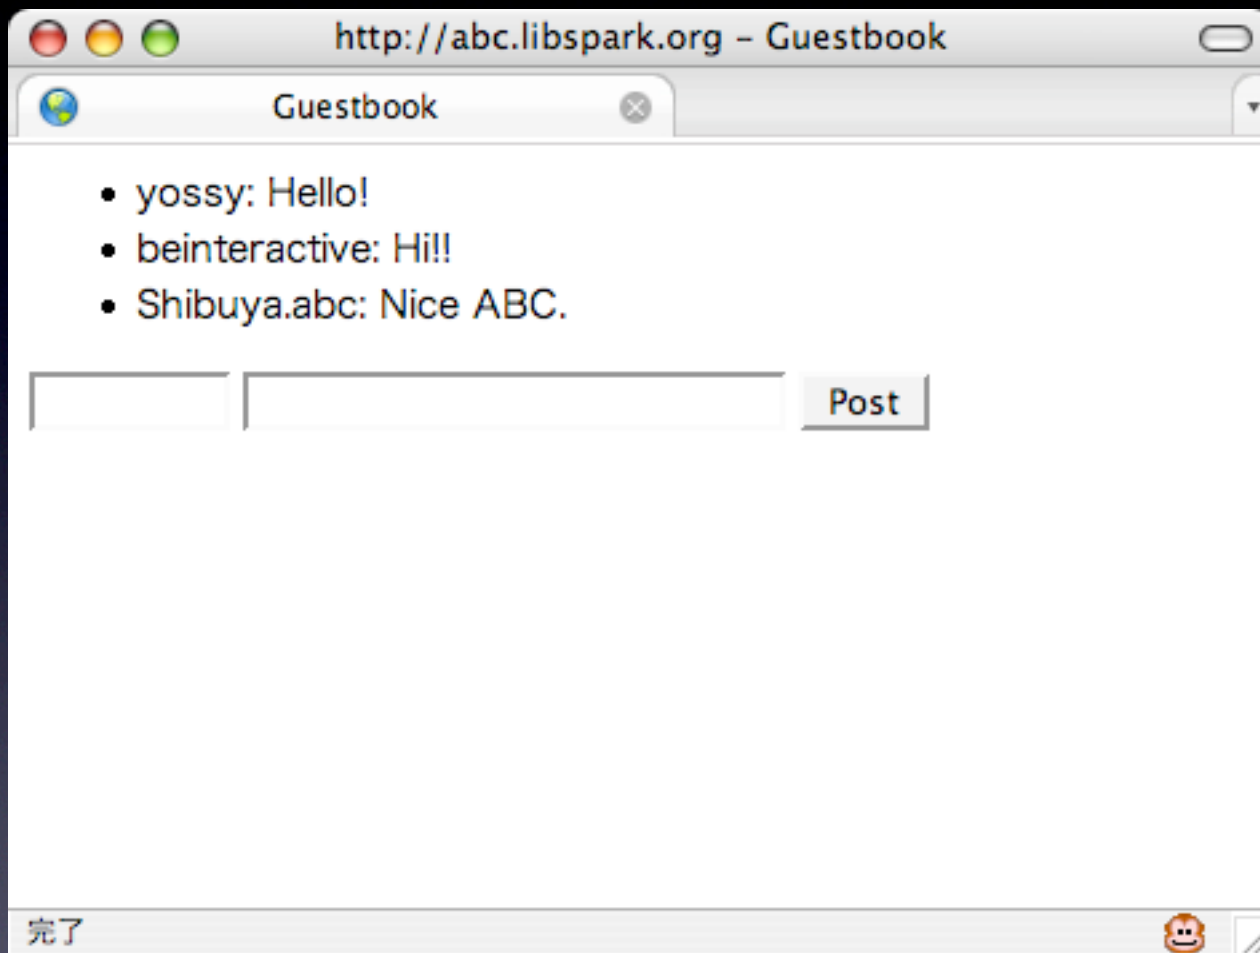 http://abc.libspark.org – Guestbook
Guestbook
yossy: Hello!
beinteractive: Hi!!
Shibuya.abc: Nice ABC.
Post
完了